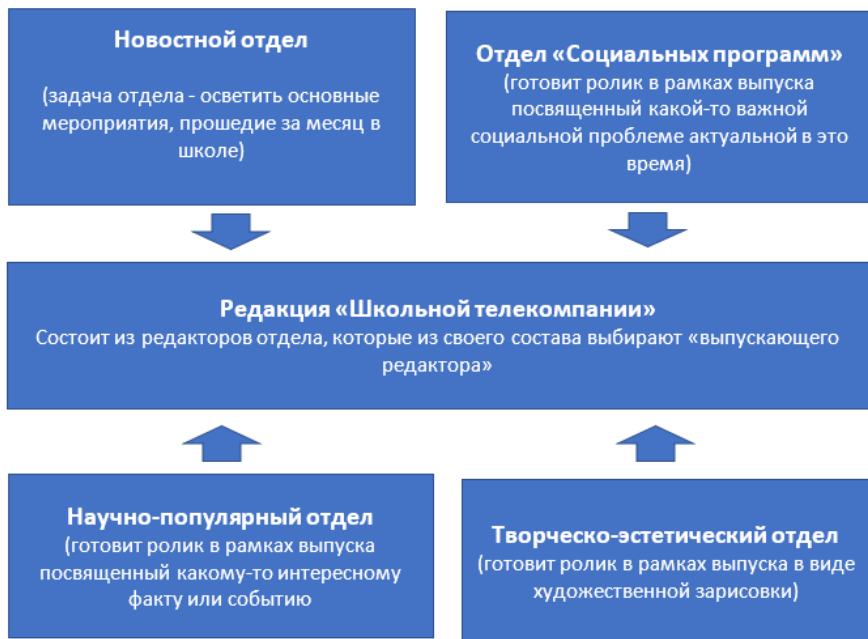 Новостной отдел
(задача отдела - осветить основные
мероприятия, прошедие за месяц в
школе)
Отдел «Социальных программ»
(готовит ролик в рамках выпуска
посвященный какой-то важной
социальной проблеме актуальной в это
время)
Редакция «Школьной телекомпании»
Состоит из редакторов отдела, которые из своего состава выбирают «выпускающего
редактора»
Научно-популярный отдел
(готовит ролик в рамках выпуска
посвященный какому-то интересному
факту или событию
Творческо-эстетический отдел
(готовит ролик в рамках выпуска в виде
художественной зарисовки)